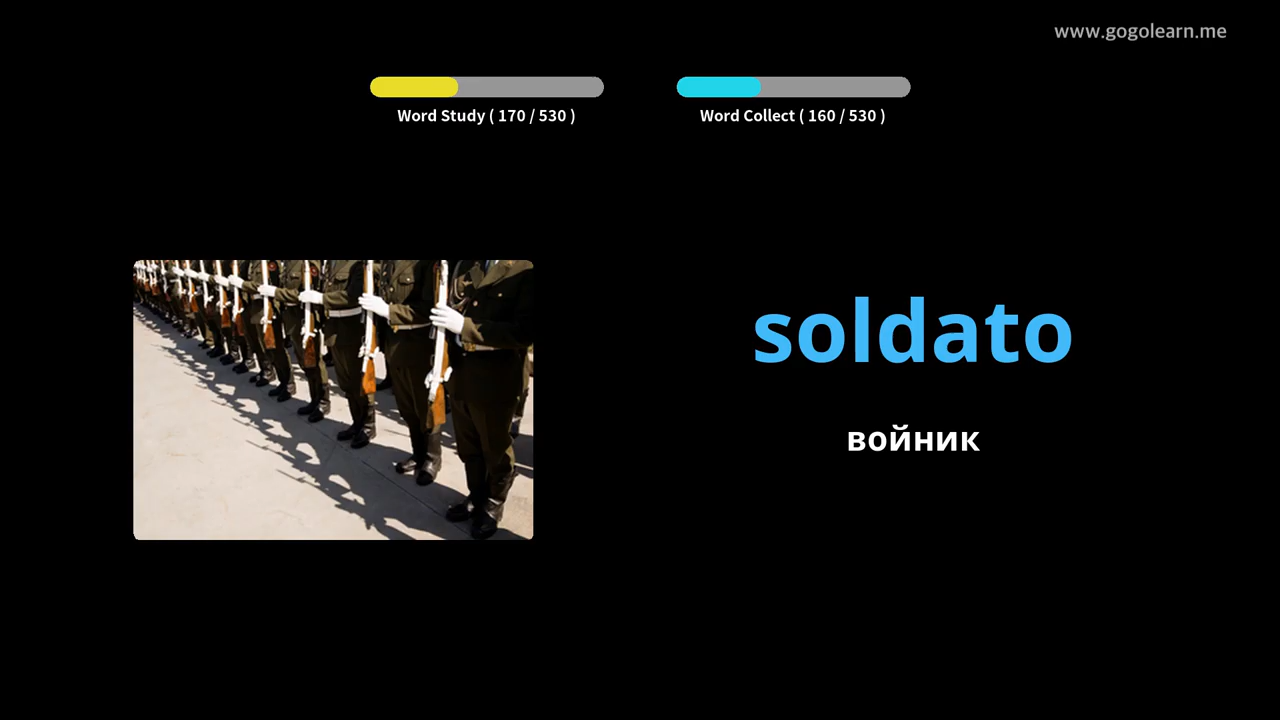 www.gogolearn.me
Word Study ( 170 / 530 )
Word Collect ( 160 / 530 )
soldato
войник